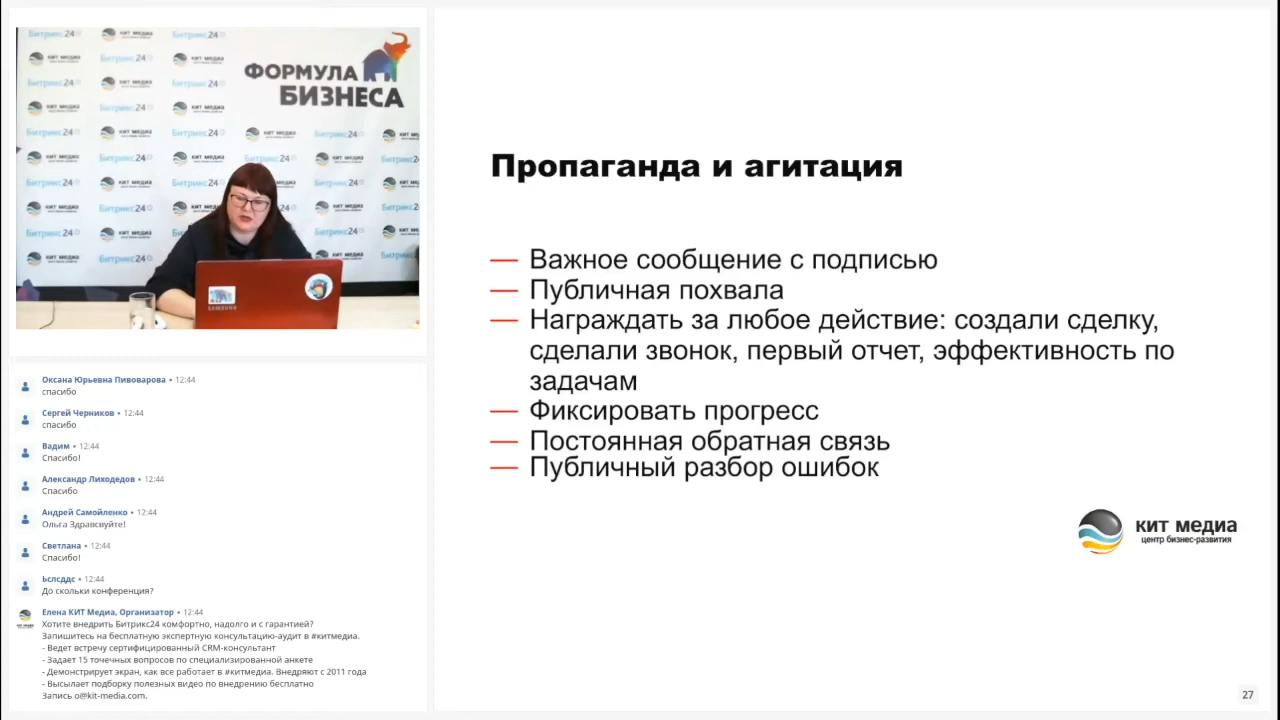 ФОРМУЛА
БИЗНЕСА
Битрикс24
кит медиа
SAMSUNG
Оксана Юрьевна Пивоварова • 12:44
спасибо
Сергей Черников • 12:44
спасибо
Вадим • 12:44
Спасибо!
Александр Лиходедов • 12:44
Спасибо
Андрей Самойленко • 12:44
Ольга Здравсвуйте!
Светлана • 12:44
Спасибо!
Ьслсддс • 12:44
До скольки конференция?
Елена КИТ Медиа, Организатор • 12:44
Хотите внедрить Битрикс24 комфортно, надолго и с гарантией?
Запишитесь на бесплатную экспертную консультацию-аудит в #китмедиа.
- Ведет встречу сертифицированный CRM-консультант
- Задает 15 точечных вопросов по специализированной анкете
- Демонстрирует экран, как все работает в #китмедиа. Внедряют с 2011 года
- Высылает подборку полезных видео по внедрению бесплатно
Запись o@kit-media.com.
Пропаганда и агитация
— Важное сообщение с подписью
— Публичная похвала
— Награждать за любое действие: создали сделку,
сделали звонок, первый отчет, эффективность по
задачам
— Фиксировать прогресс
— Постоянная обратная связь
— Публичный разбор ошибок
кит медиа
центр бизнес-развития
27